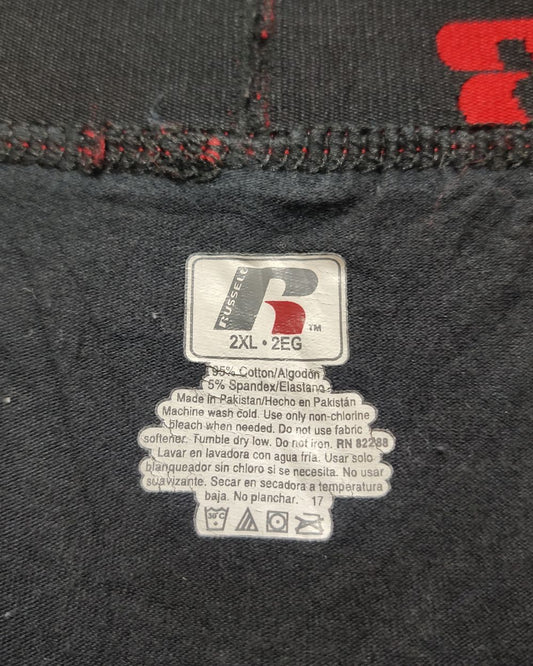 RUSSELL
R
TM
2XL • 2EG
95% Cotton/Algodón
5% Spandex/Elastano
Made in Pakistan/Hecho en Pakistán
Machine wash cold. Use only non-chlorine
bleach when needed. Do not use fabric
softener. Tumble dry low. Do not iron. RN 82288
Lavar en lavadora con agua fría. Usar solo
blanqueador sin cloro si se necesita. No usar
suavizante. Secar en secadora a temperatura
baja. No planchar. 17
30°C